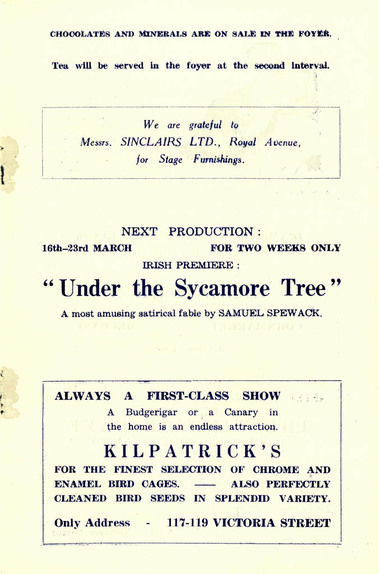 CHOCOLATES AND MINERALS ARE ON SALE IN THE FOYER.
Tea will be served in the foyer at the second interval.
We are grateful to
Messrs. SINCLAIRS LTD., Royal Avenue,
for Stage Furnishings.
NEXT PRODUCTION :
16th–23rd MARCH FOR TWO WEEKS ONLY
IRISH PREMIERE :
“ Under the Sycamore Tree ”
A most amusing satirical fable by SAMUEL SPEWACK.
ALWAYS A FIRST-CLASS SHOW
A Budgerigar or a Canary in
the home is an endless attraction.
KILPATRICK'S
FOR THE FINEST SELECTION OF CHROME AND
ENAMEL BIRD CAGES. — ALSO PERFECTLY
CLEANED BIRD SEEDS IN SPLENDID VARIETY.
Only Address - 117-119 VICTORIA STREET